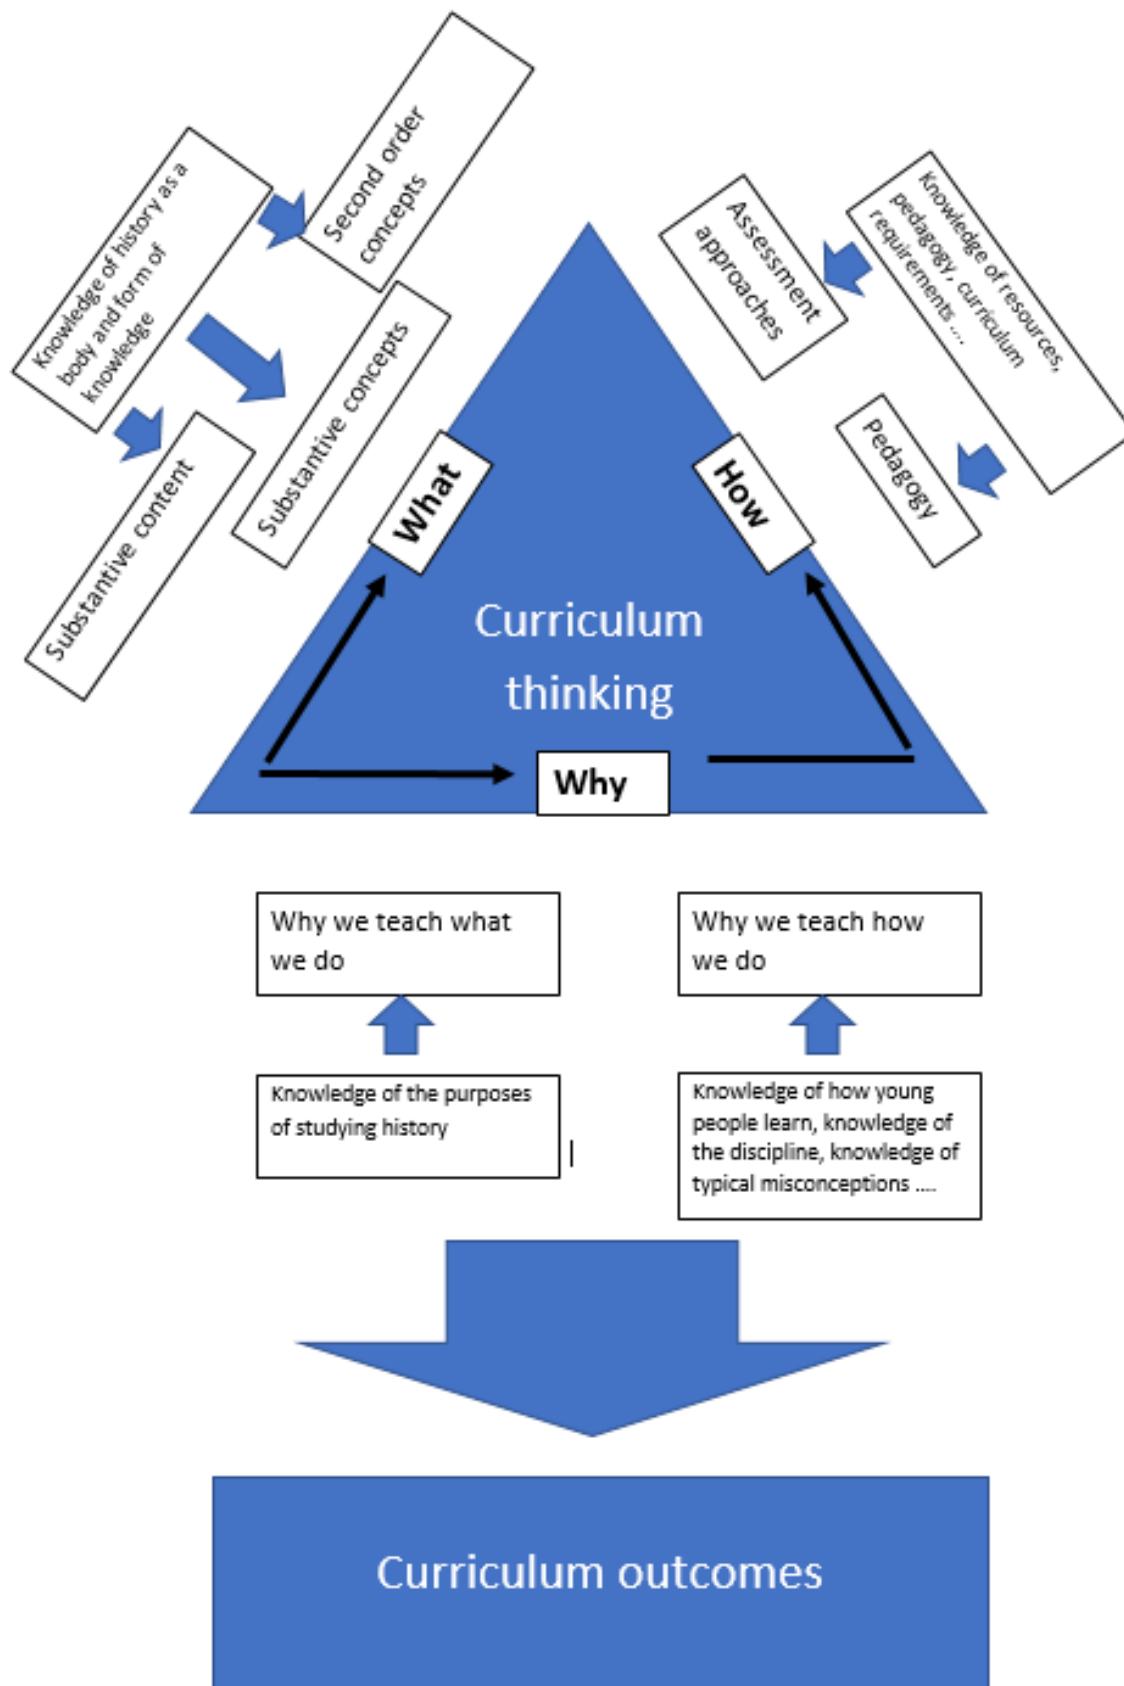 Second order
concepts
Knowledge of history as a
body and form of
knowledge
Substantive concepts
Substantive content
What
Assessment
approaches
Knowledge of resources,
pedagogy, curriculum
requirements ....
Pedagogy
How
Curriculum
thinking
Why
Why we teach what
we do
Why we teach how
we do
Knowledge of the purposes
of studying history
Knowledge of how young
people learn, knowledge of
the discipline, knowledge of
typical misconceptions ....
Curriculum outcomes